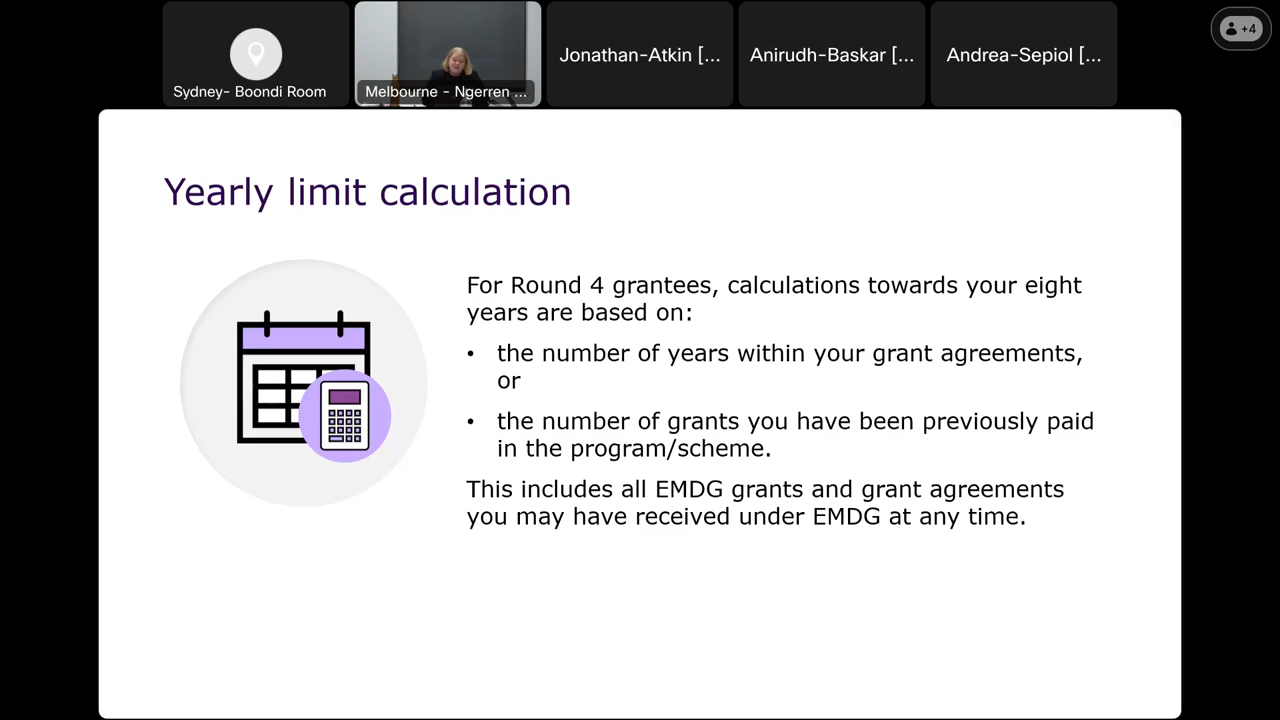 Sydney- Boondi Room
Melbourne - Ngerren ...
Jonathan-Atkin [...
Anirudh-Baskar [...
Andrea-Sepiol [...
+4
Yearly limit calculation
For Round 4 grantees, calculations towards your eight
years are based on:
• the number of years within your grant agreements,
or
• the number of grants you have been previously paid
in the program/scheme.
This includes all EMDG grants and grant agreements
you may have received under EMDG at any time.